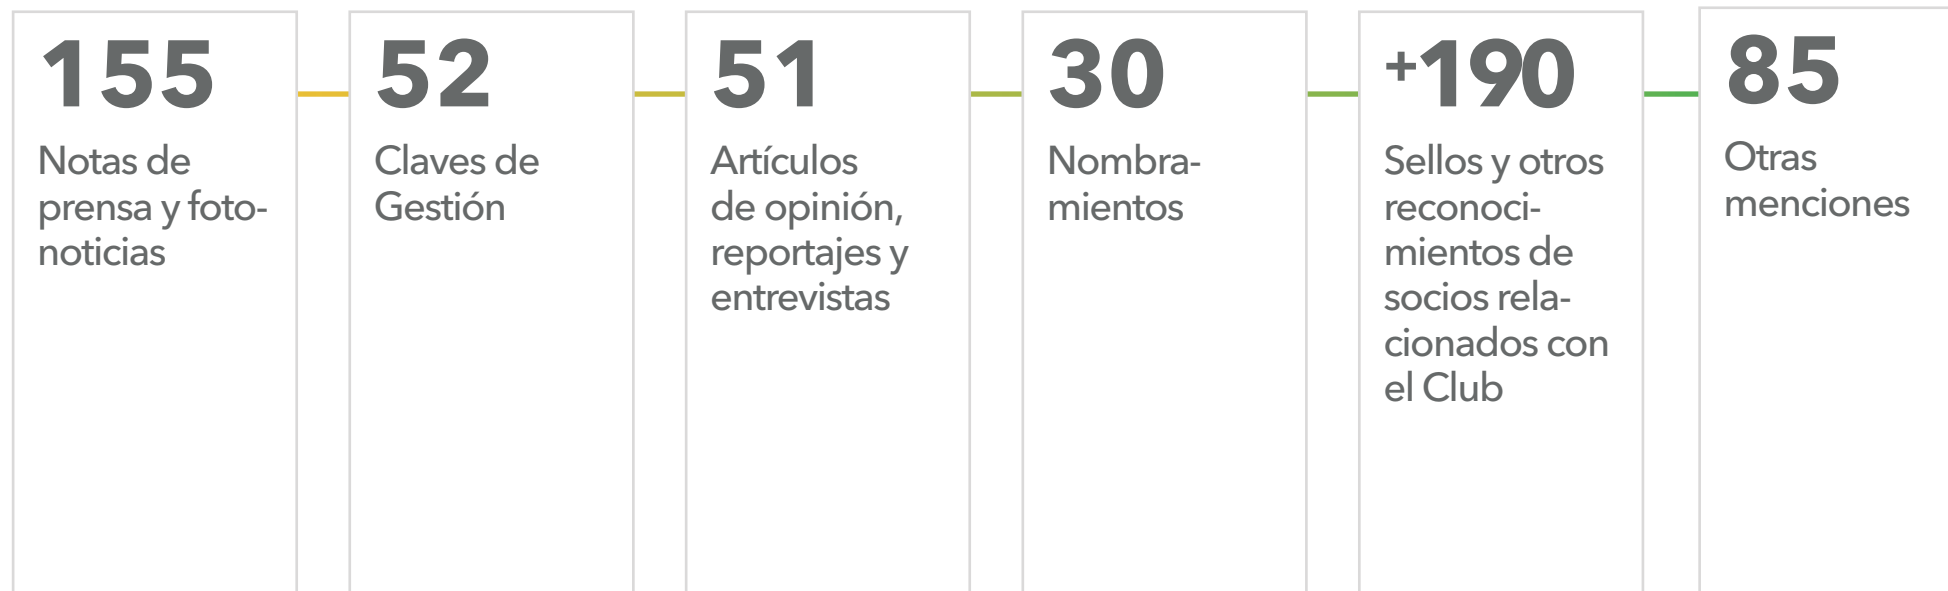 155
Notas de
prensa y foto-
noticias
52
Claves de
Gestión
51
Artículos
de opinión,
reportajes y
entrevistas
30
Nombra-
mientos
+190
Sellos y otros
reconoci-
mientos de
socios rela-
cionados con
el Club
85
Otras
menciones